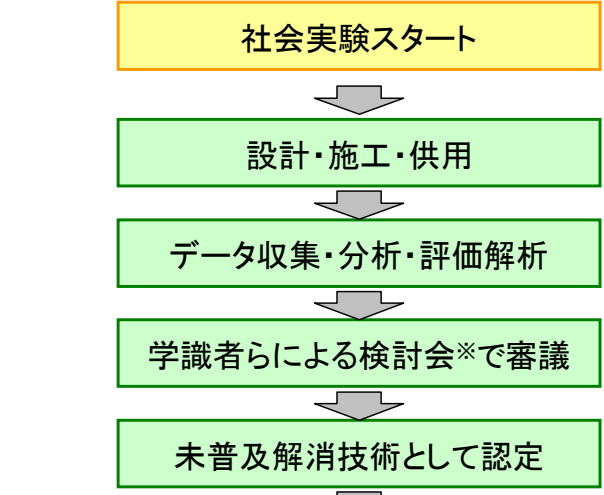 社会実験スタート
設計・施工・供用
データ収集・分析・評価解析
学識者らによる検討会※で審議
未普及解消技術として認定